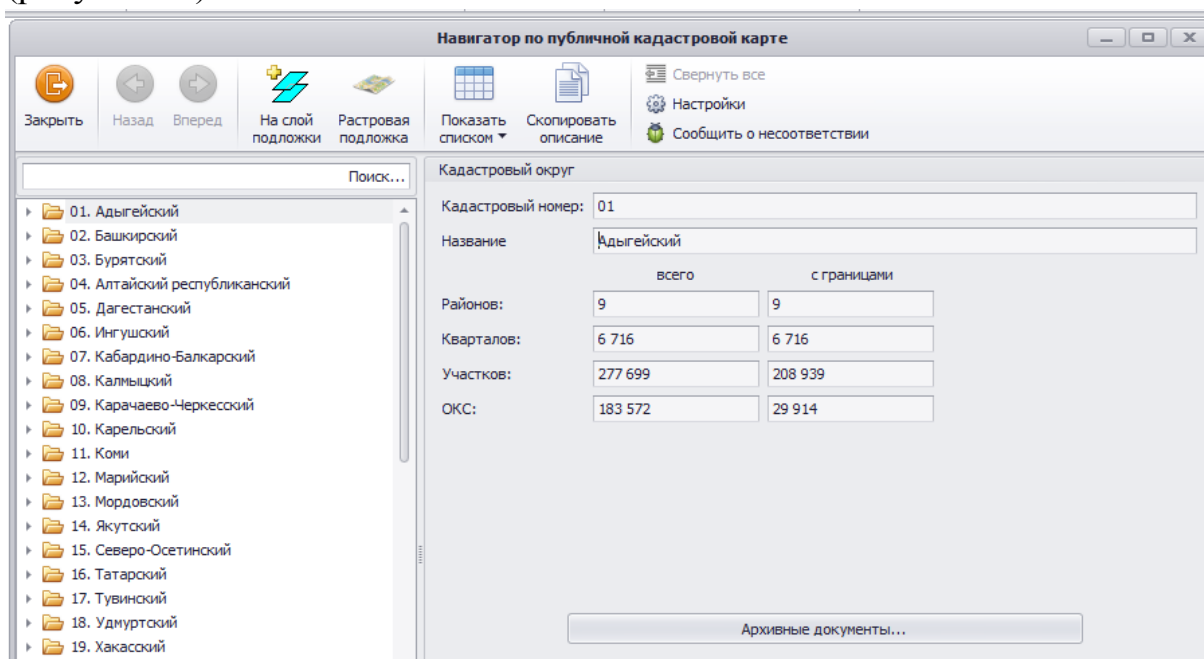 Навигатор по публичной кадастровой карте
Закрыть
Назад
Вперед
На слой подложки
Растровая подложка
Показать списком
Скопировать описание
Свернуть все
Настройки
Сообщить о несоответствии
Поиск...
01. Адыгейский
02. Башкирский
03. Бурятский
04. Алтайский республиканский
05. Дагестанский
06. Ингушский
07. Кабардино-Балкарский
08. Калмыцкий
09. Карачаево-Черкесский
10. Карельский
11. Коми
12. Марийский
13. Мордовский
14. Якутский
15. Северо-Осетинский
16. Татарский
17. Тувинский
18. Удмуртский
19. Хакасский
Кадастровый округ
Кадастровый номер: 01
Название Адыгейский
всего с границами
Районов: 9 9
Кварталов: 6 716 6 716
Участков: 277 699 208 939
ОКС: 183 572 29 914
Архивные документы...